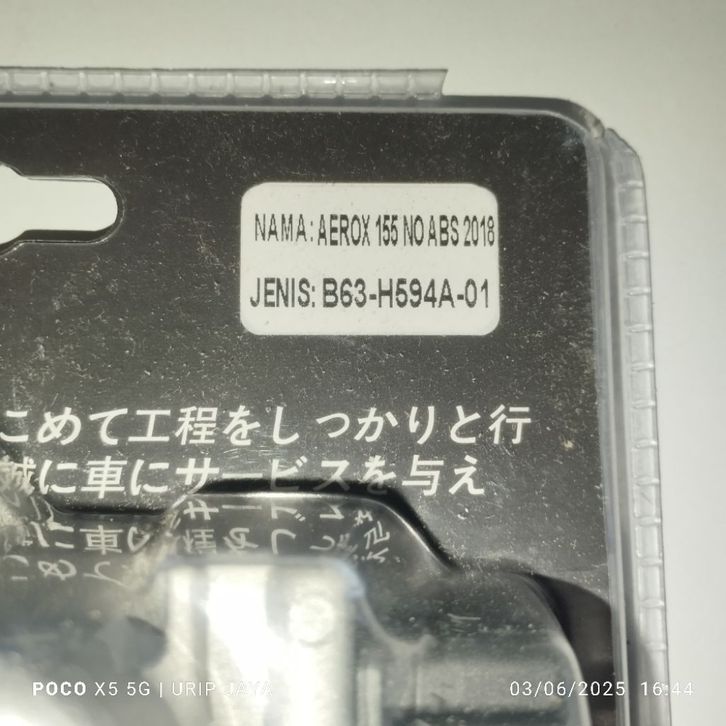 NAMA: AEROX 155 NO ABS 2018
JENIS: B63-H594A-01
こめて工程をしっかりと行
誠に車にサービスを与え
POCO X5 5G | URIP JAYA
03/06/2025 16:44